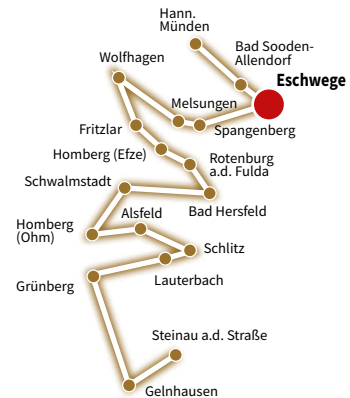 Hann.
Münden
Bad Sooden-
Allendorf
Wolfhagen
Eschwege
Melsungen
Fritzlar
Spangenberg
Homberg (Efze)
Rotenburg
a.d. Fulda
Schwalmstadt
Bad Hersfeld
Alsfeld
Homberg
(Ohm)
Schlitz
Lauterbach
Grünberg
Steinau a.d. Straße
Gelnhausen